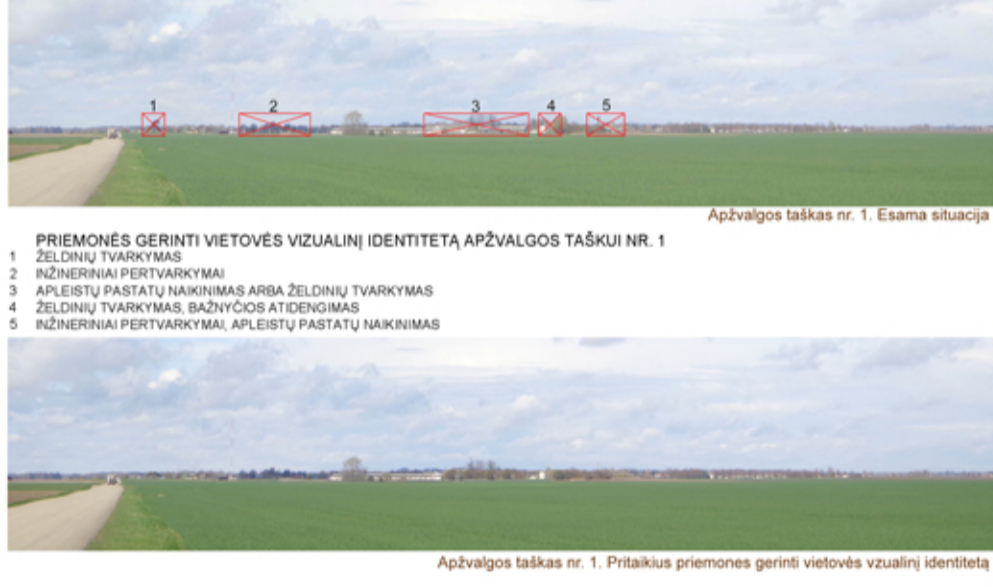 1 2 3 4 5
Apžvalgos taškas nr. 1. Esama situacija
PRIEMONĖS GERINTI VIETOVĖS VIZUALINĮ IDENTITETĄ APŽVALGOS TAŠKUI NR. 1
1 ŽELDINIŲ TVARKYMAS
2 INŽINERINIAI PERTVARKYMAI
3 APLEISTŲ PASTATŲ NAIKINIMAS ARBA ŽELDINIŲ TVARKYMAS
4 ŽELDINIŲ TVARKYMAS, BAŽNYČIOS ATIDENGIMAS
5 INŽINERINIAI PERTVARKYMAI, APLEISTŲ PASTATŲ NAIKINIMAS
Apžvalgos taškas nr. 1. Pritaikius priemones gerinti vietovės vzualinį identitetą